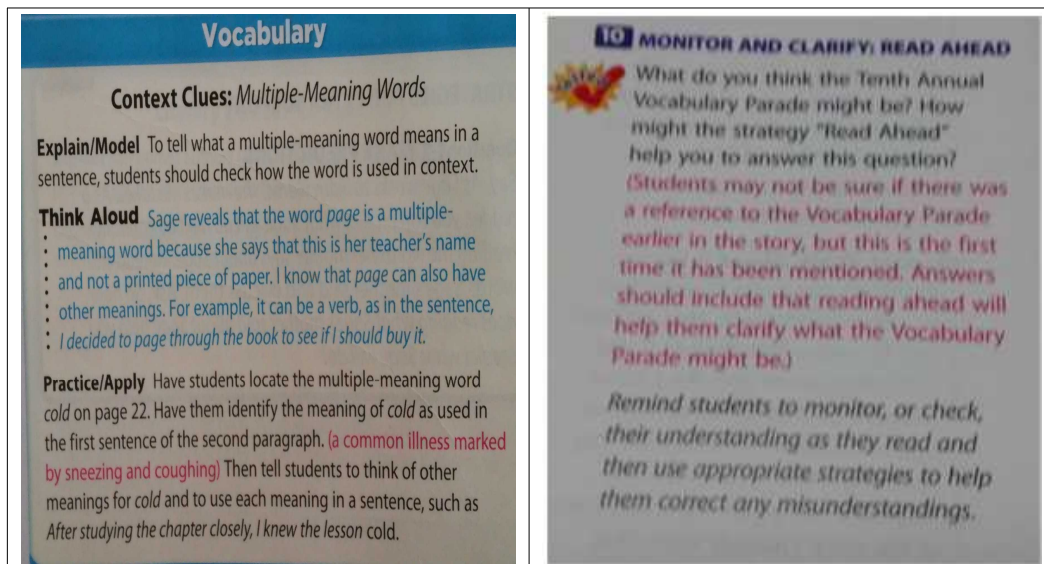 Vocabulary
Context Clues: Multiple-Meaning Words
Explain/Model To tell what a multiple-meaning word means in a
sentence, students should check how the word is used in context.
Think Aloud Sage reveals that the word page is a multiple-
meaning word because she says that this is her teacher's name
and not a printed piece of paper. I know that page can also have
other meanings. For example, it can be a verb, as in the sentence,
I decided to page through the book to see if I should buy it.
Practice/Apply Have students locate the multiple-meaning word
cold on page 22. Have them identify the meaning of cold as used in
the first sentence of the second paragraph. (a common illness marked
by sneezing and coughing) Then tell students to think of other
meanings for cold and to use each meaning in a sentence, such as
After studying the chapter closely, I knew the lesson cold.
10 MONITOR AND CLARIFY: READ AHEAD
What do you think the Tenth Annual
Vocabulary Parade might be? How
might the strategy "Read Ahead"
help you to answer this question?
(Students may not be sure if there was
a reference to the Vocabulary Parade
earlier in the story, but this is the first
time it has been mentioned. Answers
should include that reading ahead will
help them clarify what the Vocabulary
Parade might be.)
Remind students to monitor, or check,
their understanding as they read and
then use appropriate strategies to help
them correct any misunderstandings.